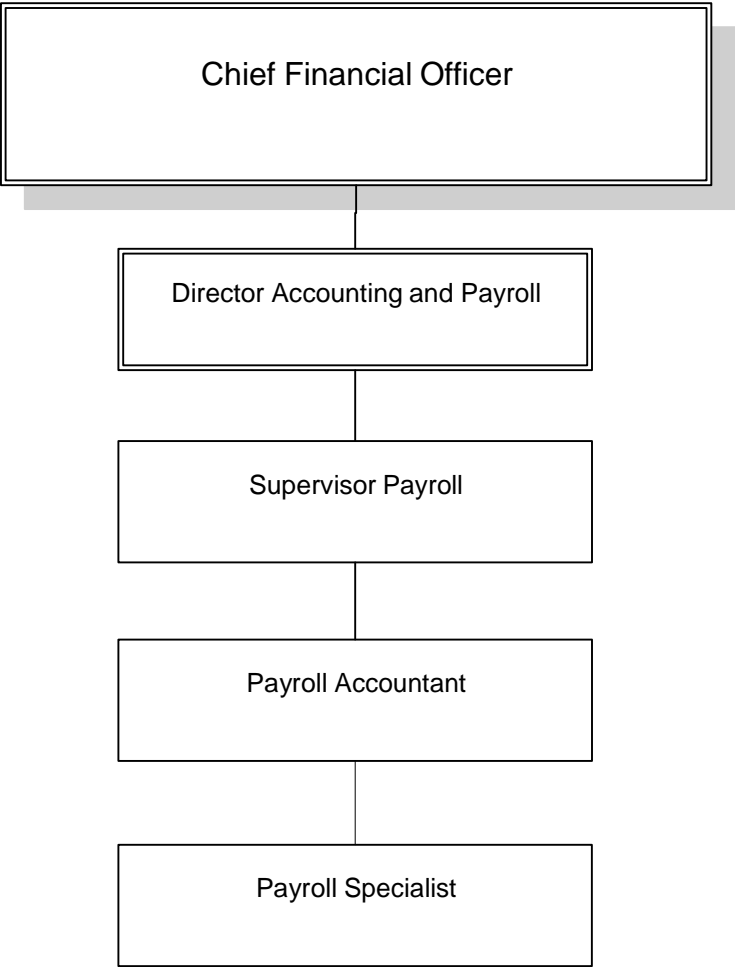 Chief Financial Officer
Director Accounting and Payroll
Supervisor Payroll
Payroll Accountant
Payroll Specialist